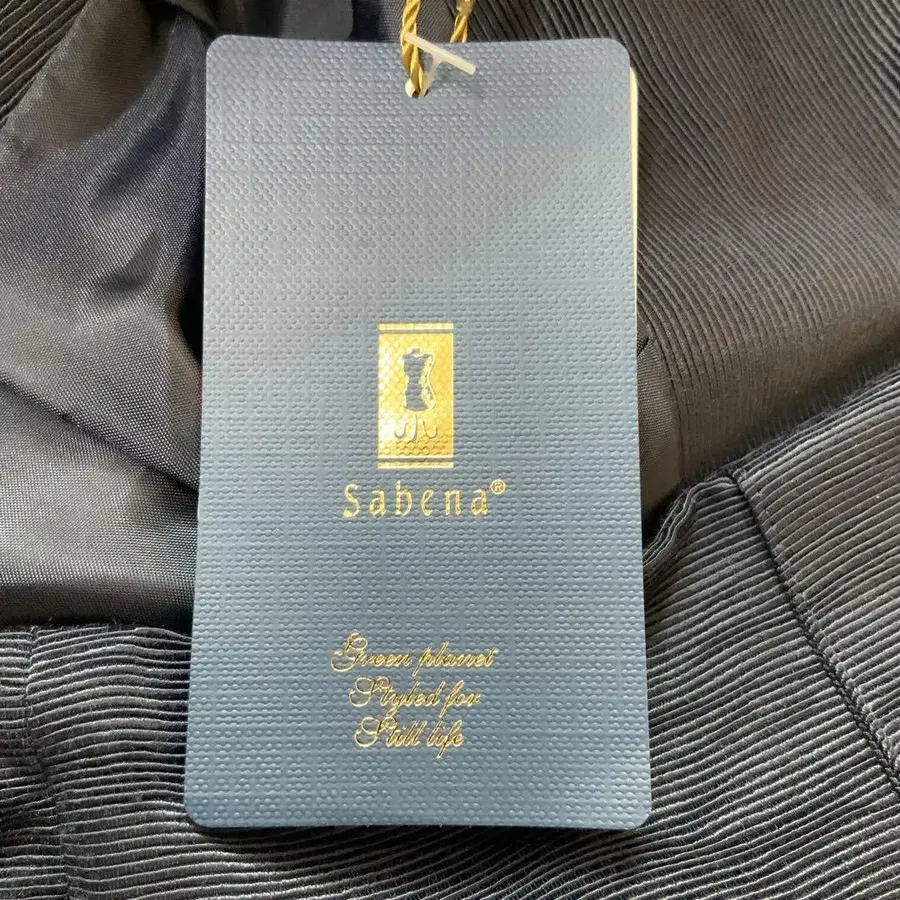 Sabena®
Green planet
Styled for
Still life